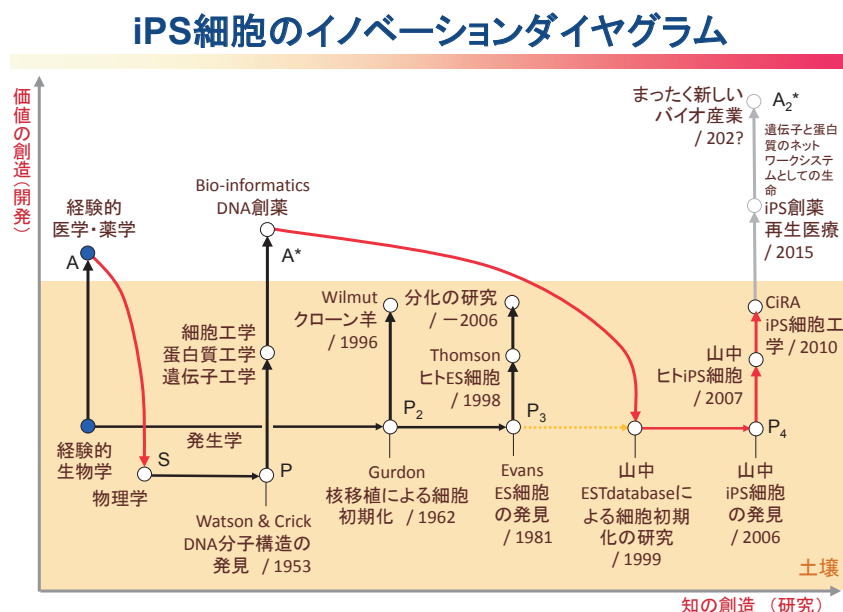 iPS細胞のイノベーションダイヤグラム
価値の創造(開発)
まったく新しい
バイオ産業
/ 202?
A2*
遺伝子と蛋白
質のネット
ワークシステ
ムとしての生
命
Bio-informatics
DNA創薬
経験的
医学・薬学
iPS創薬
再生医療
/ 2015
A
A*
Wilmut
クローン羊
/ 1996
分化の研究
/ －2006
CiRA
iPS細胞工
学 / 2010
細胞工学
蛋白質工学
遺伝子工学
Thomson
ヒトES細胞
/ 1998
山中
ヒトiPS細胞
/ 2007
P2
P3
P4
発生学
経験的
生物学
S
P
物理学
Gurdon
核移植による細胞
初期化 / 1962
Evans
ES細胞
の発見
/ 1981
山中
ESTdatabaseに
よる細胞初期
化の研究
/ 1999
山中
iPS細胞
の発見
/ 2006
Watson & Crick
DNA分子構造の
発見 / 1953
土壌
知の創造 （研究）